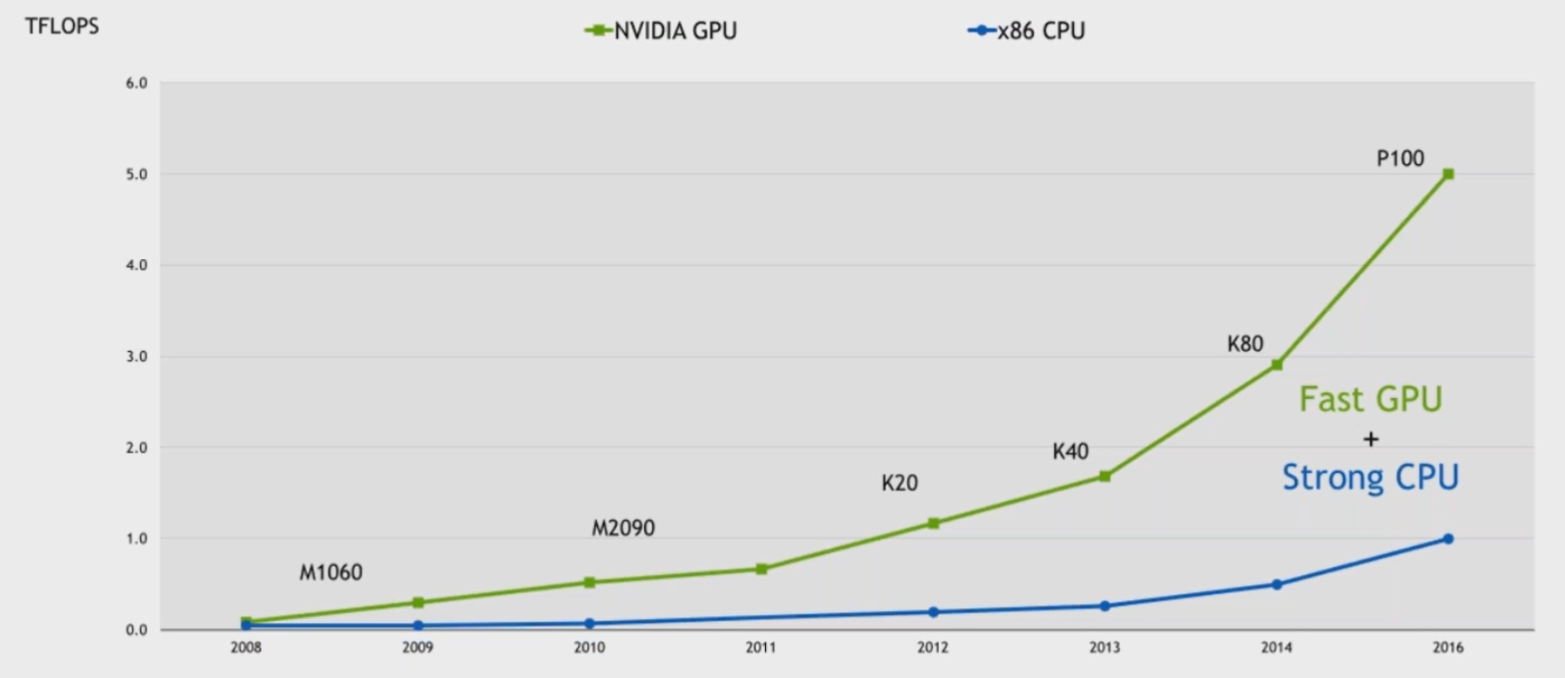 TFLOPS
NVIDIA GPU
x86 CPU
6.0
5.0
4.0
3.0
2.0
1.0
0.0
M1060
M2090
K20
K40
K80
P100
Fast GPU
+
Strong CPU
2008
2009
2010
2011
2012
2013
2014
2016